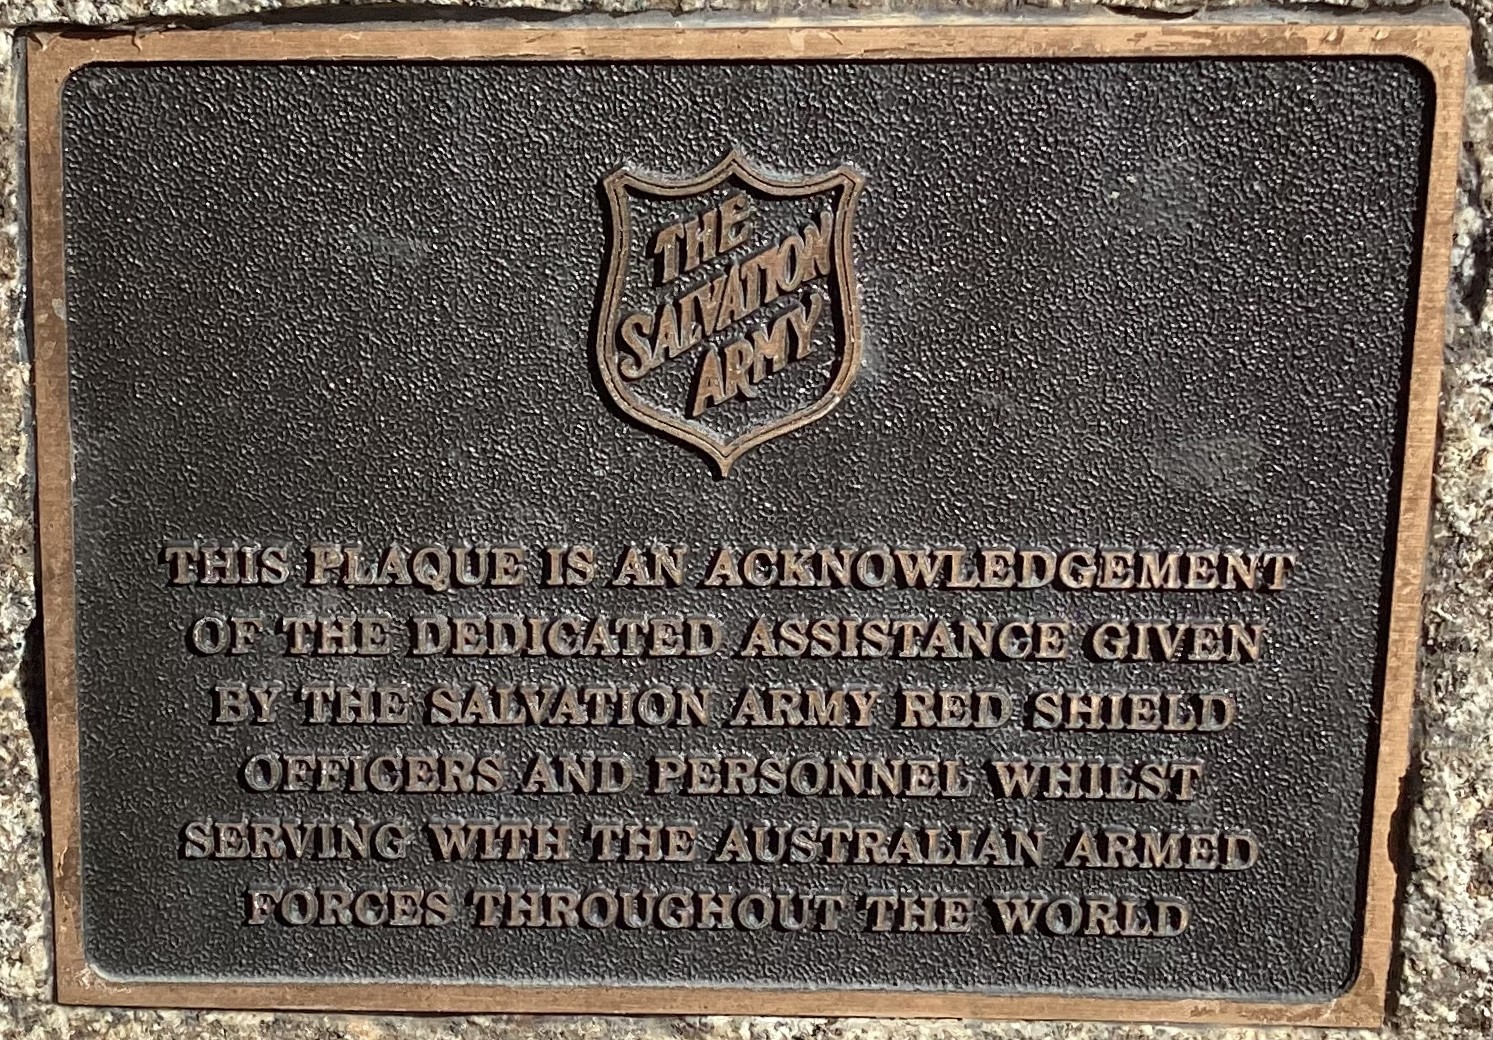 THE
SALVATION
ARMY
THIS PLAQUE IS AN ACKNOWLEDGEMENT
OF THE DEDICATED ASSISTANCE GIVEN
BY THE SALVATION ARMY RED SHIELD
OFFICERS AND PERSONNEL WHILST
SERVING WITH THE AUSTRALIAN ARMED
FORCES THROUGHOUT THE WORLD